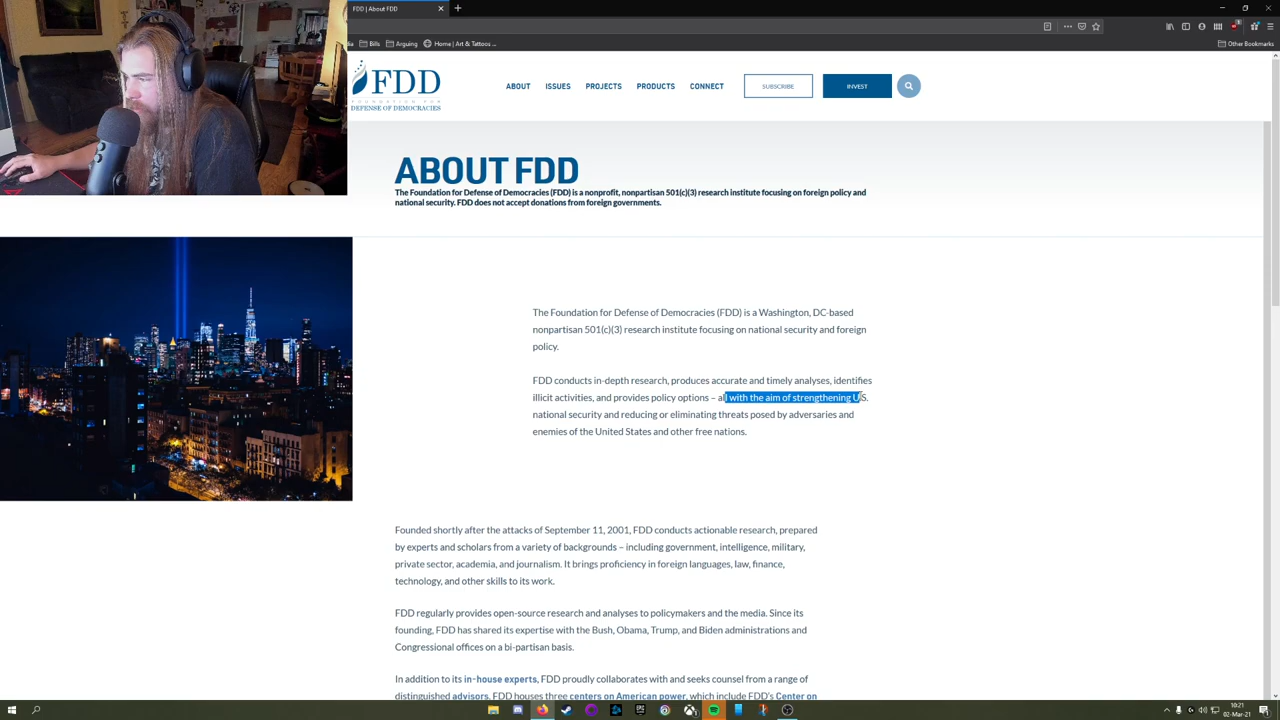 FDD | About FDD
Bills
Arguing
Home | Art & Tattoos ...
Other Bookmarks
FDD
FOUNDATION FOR
DEFENSE OF DEMOCRACIES
ABOUT
ISSUES
PROJECTS
PRODUCTS
CONNECT
SUBSCRIBE
INVEST
ABOUT FDD
The Foundation for Defense of Democracies (FDD) is a nonprofit, nonpartisan 501(c)(3) research institute focusing on foreign policy and
national security. FDD does not accept donations from foreign governments.
The Foundation for Defense of Democracies (FDD) is a Washington, DC-based
nonpartisan 501(c)(3) research institute focusing on national security and foreign
policy.
FDD conducts in-depth research, produces accurate and timely analyses, identifies
illicit activities, and provides policy options – all with the aim of strengthening U.S.
national security and reducing or eliminating threats posed by adversaries and
enemies of the United States and other free nations.
Founded shortly after the attacks of September 11, 2001, FDD conducts actionable research, prepared
by experts and scholars from a variety of backgrounds – including government, intelligence, military,
private sector, academia, and journalism. It brings proficiency in foreign languages, law, finance,
technology, and other skills to its work.
FDD regularly provides open-source research and analyses to policymakers and the media. Since its
founding, FDD has shared its expertise with the Bush, Obama, Trump, and Biden administrations and
Congressional offices on a bi-partisan basis.
In addition to its in-house experts, FDD proudly collaborates with and seeks counsel from a range of
distinguished advisors. FDD houses three centers on American power, which include FDD's Center on
10:21
02-Mar-21